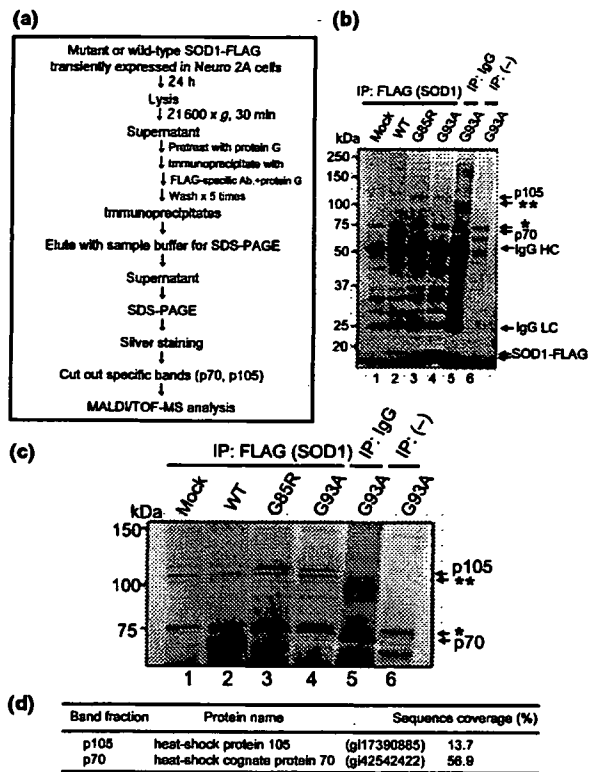 (a)
Mutant or wild-type SOD1-FLAG
transiently expressed in Neuro 2A cells
↓ 24 h
Lysis
↓ 21600 x g, 30 min
Supernatant
↓ Pretreat with protein G
↓ Immunoprecipitate with
↓ FLAG-specific Ab.+protein G
↓ Wash x 5 times
Immunoprecipitates
↓
Elute with sample buffer for SDS-PAGE
↓
Supernatant
↓
SDS-PAGE
↓
Silver staining
↓
Cut out specific bands (p70, p105)
↓
MALDI/TOF-MS analysis
(b)
IP: FLAG (SOD1)
IP: IgG
IP: (–)
Mock
WT
G85R
G93A
G93A
G93A
kDa
250
150
100
75
50
37
25
20
p105
**
*
p70
IgG HC
IgG LC
SOD1-FLAG
1 2 3 4 5 6
(c)
IP: FLAG (SOD1)
IP: IgG
IP: (–)
Mock
WT
G85R
G93A
G93A
G93A
kDa
150
100
75
p105
**
*
p70
1 2 3 4 5 6
(d)
Band fraction Protein name Sequence coverage (%)
p105 heat-shock protein 105 (gi17390885) 13.7
p70 heat-shock cognate protein 70 (gi42542422) 56.9